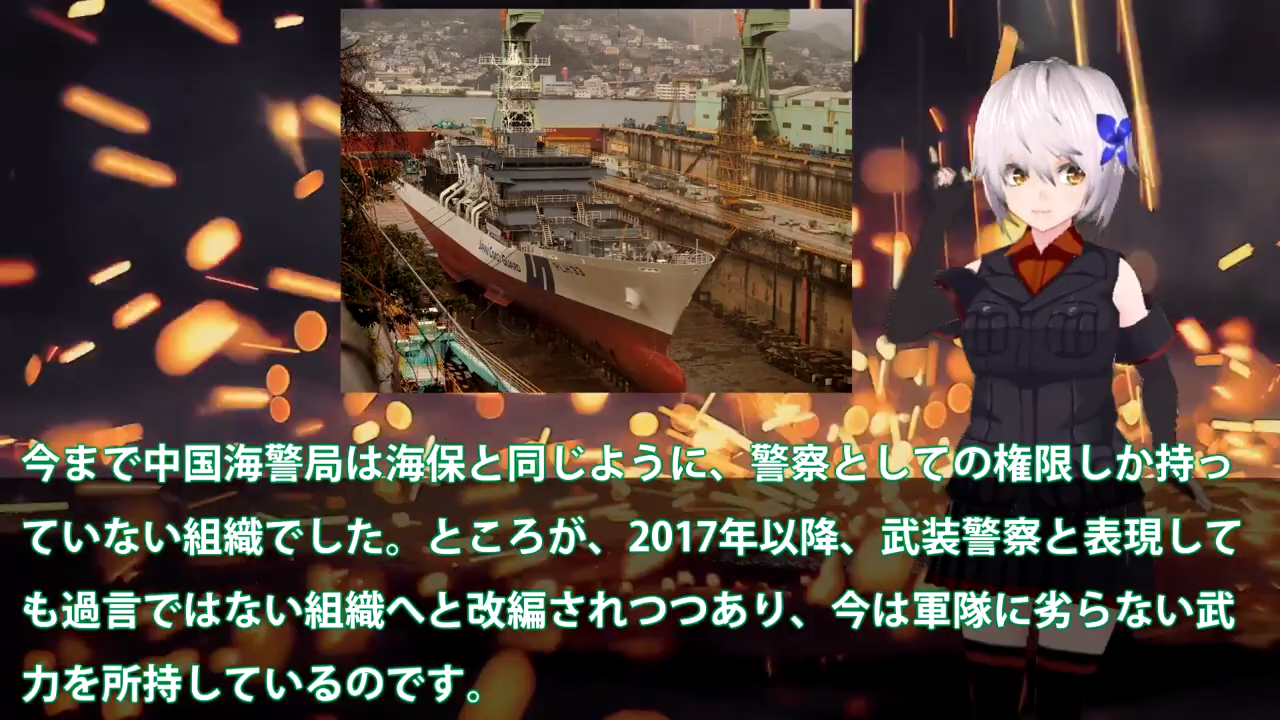 JAPAN COAST GUARD
PLH33
今まで中国海警局は海保と同じように、警察としての権限しか持っ
ていない組織でした。ところが、2017年以降、武装警察と表現して
も過言ではない組織へと改編されつつあり、今は軍隊に劣らない武
力を所持しているのです。